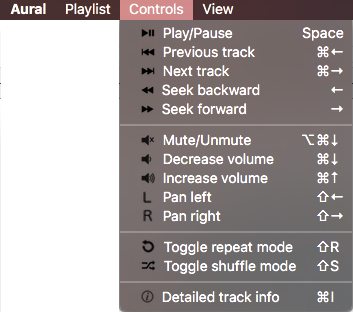 Aural Playlist Controls View
Play/Pause Space
Previous track ⌘←
Next track ⌘→
Seek backward ←
Seek forward →
Mute/Unmute ⌥⌘↓
Decrease volume ⌘↓
Increase volume ⌘↑
L Pan left ⇧←
R Pan right ⇧→
Toggle repeat mode ⇧R
Toggle shuffle mode ⇧S
Detailed track info ⌘I